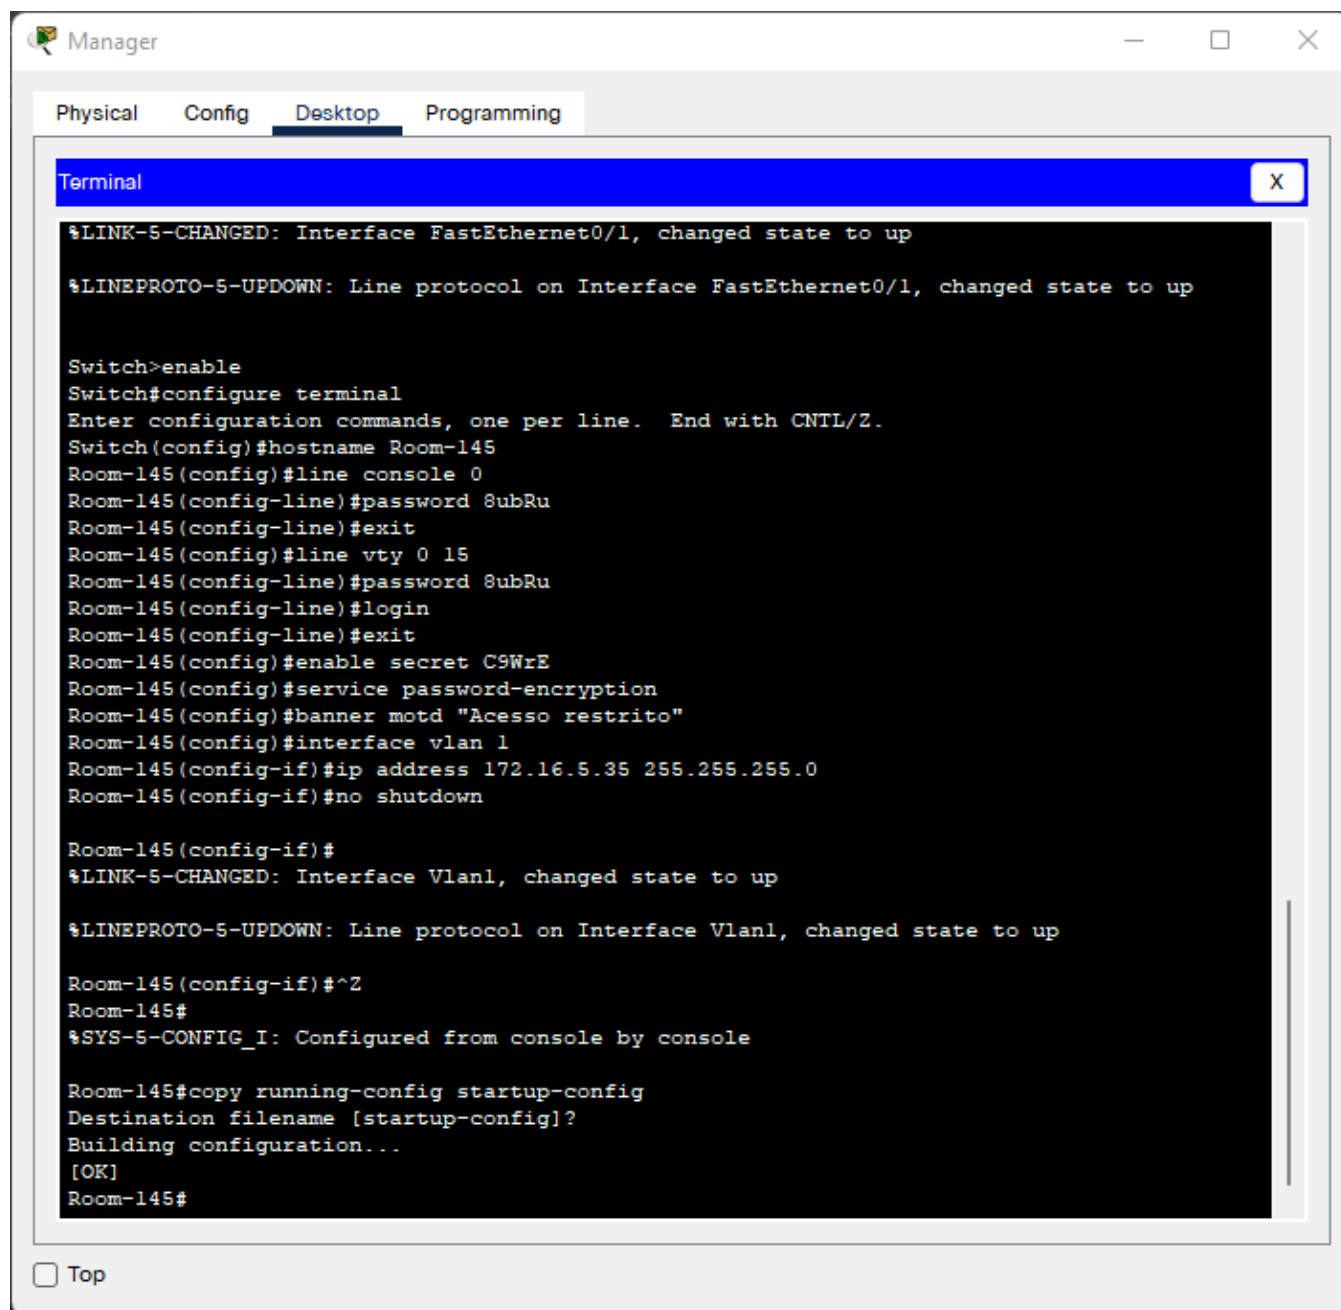 Manager
Physical Config Desktop Programming
Terminal X
%LINK-5-CHANGED: Interface FastEthernet0/1, changed state to up
%LINEPROTO-5-UPDOWN: Line protocol on Interface FastEthernet0/1, changed state to up
Switch>enable
Switch#configure terminal
Enter configuration commands, one per line.  End with CNTL/Z.
Switch(config)#hostname Room-145
Room-145(config)#line console 0
Room-145(config-line)#password 8ubRu
Room-145(config-line)#exit
Room-145(config)#line vty 0 15
Room-145(config-line)#password 8ubRu
Room-145(config-line)#login
Room-145(config-line)#exit
Room-145(config)#enable secret C9WrE
Room-145(config)#service password-encryption
Room-145(config)#banner motd "Acesso restrito"
Room-145(config)#interface vlan 1
Room-145(config-if)#ip address 172.16.5.35 255.255.255.0
Room-145(config-if)#no shutdown
Room-145(config-if)#
%LINK-5-CHANGED: Interface Vlan1, changed state to up
%LINEPROTO-5-UPDOWN: Line protocol on Interface Vlan1, changed state to up
Room-145(config-if)#^Z
Room-145#
%SYS-5-CONFIG_I: Configured from console by console
Room-145#copy running-config startup-config
Destination filename [startup-config]?
Building configuration...
[OK]
Room-145#
Top